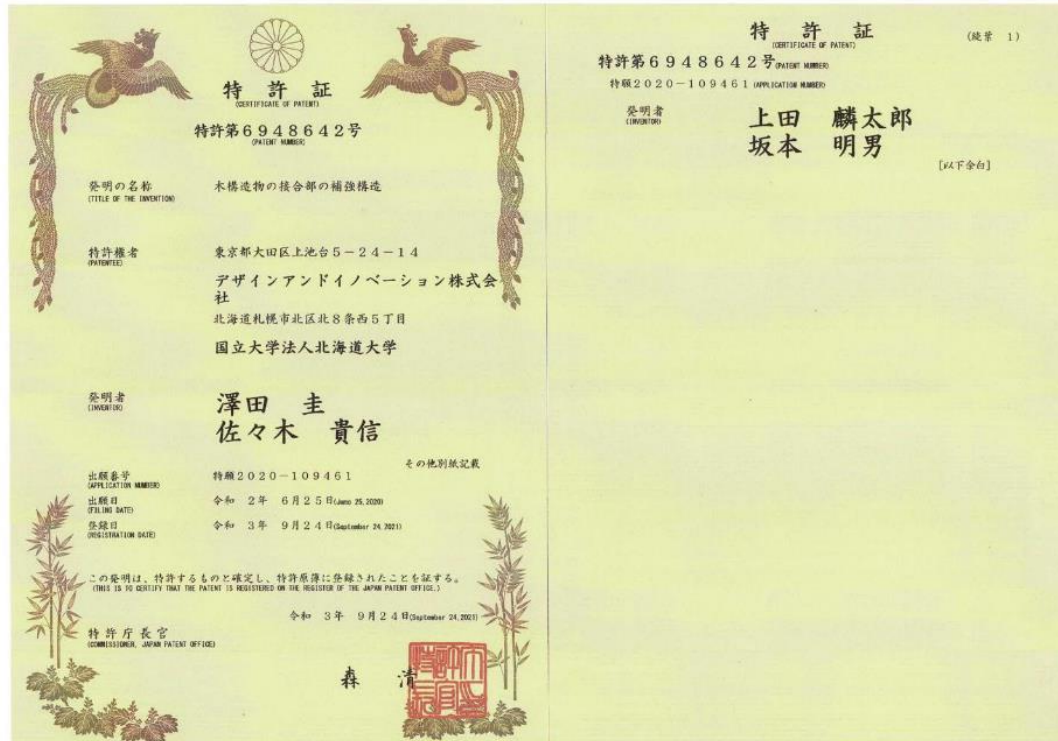 特許証
(CERTIFICATE OF PATENT)
特許第6948642号
(PATENT NUMBER)
発明の名称
(TITLE OF THE INVENTION)
木構造物の接合部の補強構造
特許権者
(PATENTEE)
東京都大田区上池台5-24-14
デザインアンドイノベーション株式会
社
北海道札幌市北区北8条西5丁目
国立大学法人北海道大学
発明者
(INVENTOR)
澤田 圭
佐々木 貴信
その他別紙記載
出願番号
(APPLICATION NUMBER)
特願2020-109461
出願日
(FILING DATE)
令和 2年 6月25日(June 25,2020)
登録日
(REGISTRATION DATE)
令和 3年 9月24日(September 24,2021)
この発明は、特許するものと確定し、特許原簿に登録されたことを証する。
(THIS IS TO CERTIFY THAT THE PATENT IS REGISTERED ON THE REGISTER OF THE JAPAN PATENT OFFICE.)
令和 3年 9月24日(September 24,2021)
特許庁長官
(COMMISSIONER, JAPAN PATENT OFFICE)
森 清
特許証
(CERTIFICATE OF PATENT)
(続葉 1)
特許第6948642号(PATENT NUMBER)
特願2020-109461(APPLICATION NUMBER)
発明者
(INVENTOR)
上田 麟太郎
坂本 明男
[以下余白]